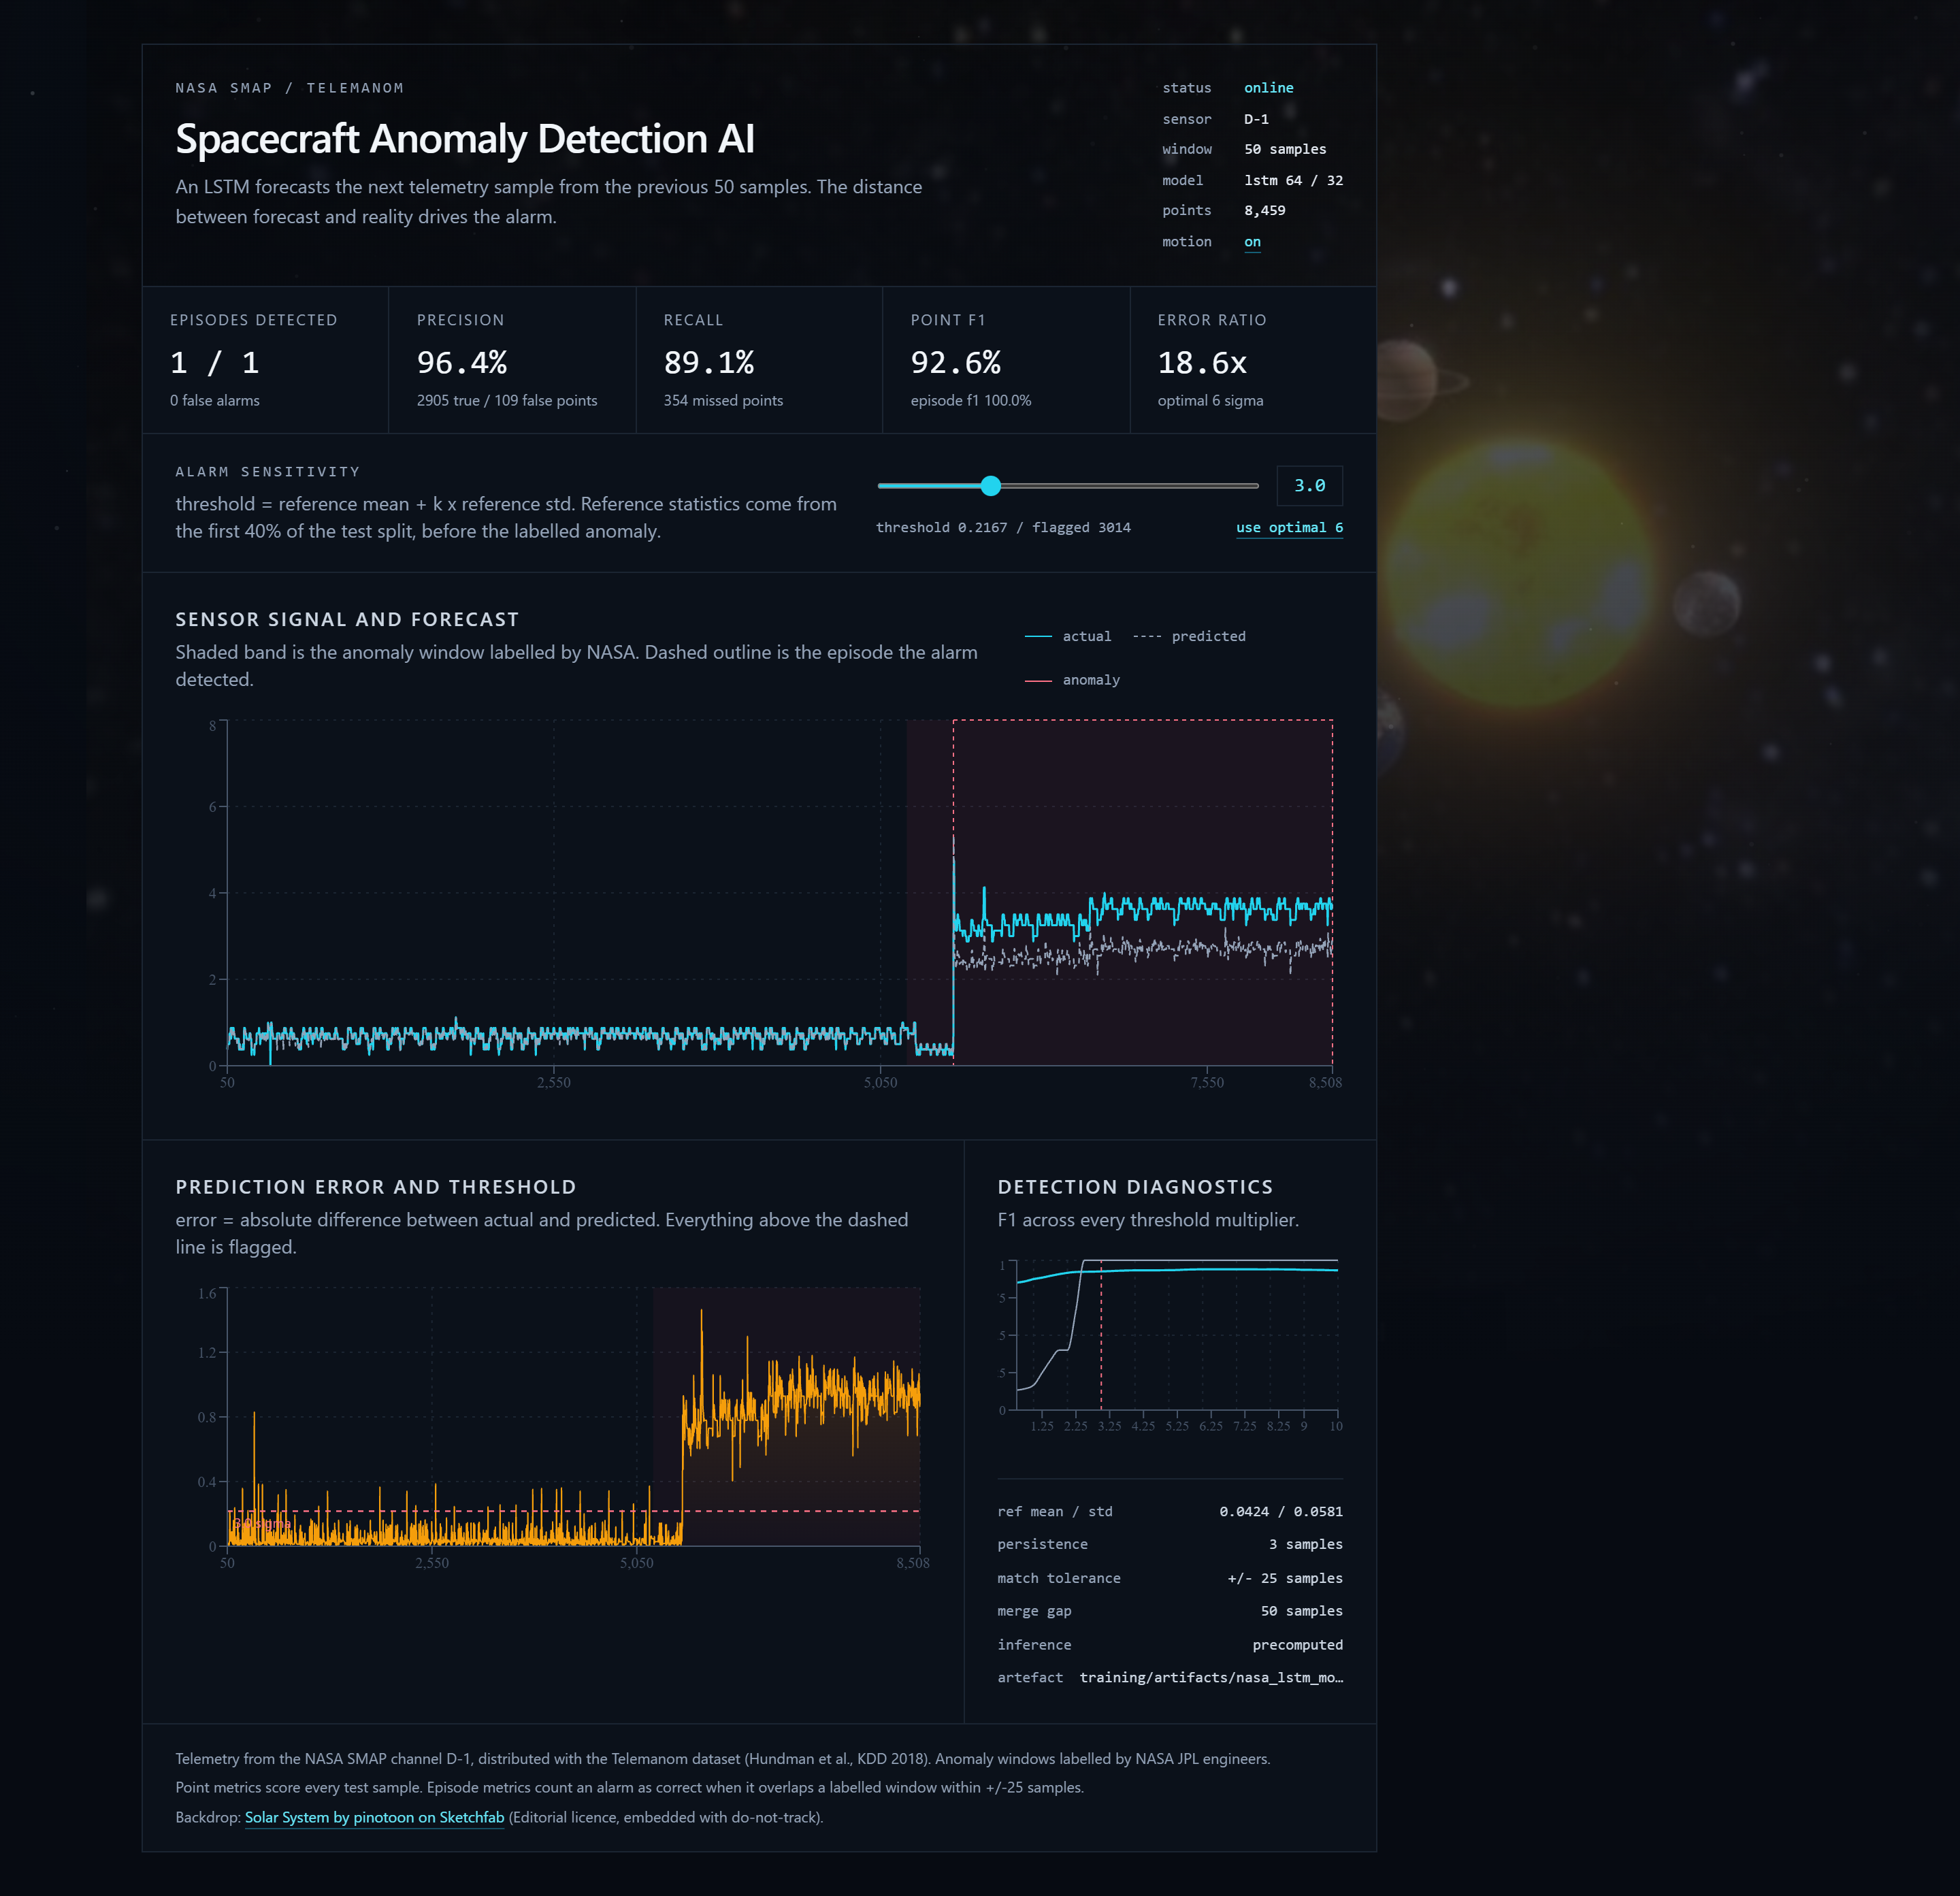 NASA SMAP / TELEMANOM
Spacecraft Anomaly Detection AI
An LSTM forecasts the next telemetry sample from the previous 50 samples. The distance
between forecast and reality drives the alarm.
status online
sensor D-1
window 50 samples
model lstm 64 / 32
points 8,459
motion on
EPISODES DETECTED
1 / 1
0 false alarms
PRECISION
96.4%
2905 true / 109 false points
RECALL
89.1%
354 missed points
POINT F1
92.6%
episode f1 100.0%
ERROR RATIO
18.6x
optimal 6 sigma
ALARM SENSITIVITY
threshold = reference mean + k x reference std. Reference statistics come from
the first 40% of the test split, before the labelled anomaly.
3.0
threshold 0.2167 / flagged 3014
use optimal 6
SENSOR SIGNAL AND FORECAST
Shaded band is the anomaly window labelled by NASA. Dashed outline is the episode the alarm
detected.
actual predicted
anomaly
8
6
4
2
0
50 2,550 5,050 7,550 8,508
PREDICTION ERROR AND THRESHOLD
error = absolute difference between actual and predicted. Everything above the dashed
line is flagged.
1.6
1.2
0.8
0.4
0
50 2,550 5,050 8,508
DETECTION DIAGNOSTICS
F1 across every threshold multiplier.
1
5
.5
5
0
1.25 2.25 3.25 4.25 5.25 6.25 7.25 8.25 9 10
ref mean / std 0.0424 / 0.0581
persistence 3 samples
match tolerance +/- 25 samples
merge gap 50 samples
inference precomputed
artefact training/artifacts/nasa_lstm_mo…
Telemetry from the NASA SMAP channel D-1, distributed with the Telemanom dataset (Hundman et al., KDD 2018). Anomaly windows labelled by NASA JPL engineers.
Point metrics score every test sample. Episode metrics count an alarm as correct when it overlaps a labelled window within +/-25 samples.
Backdrop: Solar System by pinotoon on Sketchfab (Editorial licence, embedded with do-not-track).